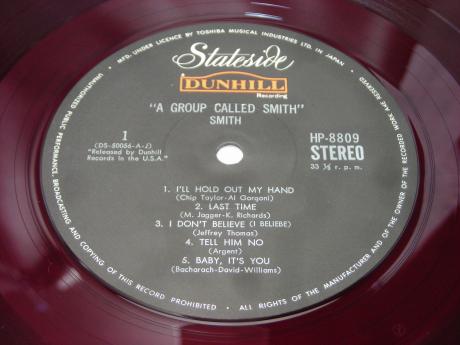 MFD. UNDER LICENCE BY TOSHIBA MUSICAL INDUSTRIES LTD. IN JAPAN.
Stateside
DUNHILL
Recording
"A GROUP CALLED SMITH"
SMITH
1
(DS-50056-A-J)
"Released by Dunhill
Records in the U.S.A."
HP-8809
STEREO
33 ⅓ r. p. m.
1. I'LL HOLD OUT MY HAND
(Chip Taylor-Al Gorgoni)
2. LAST TIME
(M. Jagger-K. Richards)
3. I DON'T BELIEVE (I BELIEBE)
(Jeffrey Thomas)
4. TELL HIM NO
(Argent)
5. BABY, IT'S YOU
(Bacharach-David-Williams)
UNAUTHORIZED PUBLIC PERFORMANCE, BROADCASTING AND COPYING OF THIS RECORD PROHIBITED • ALL RIGHTS OF THE MANUFACTURER AND OF THE OWNER OF THE RECORDED WORK ARE RESERVED